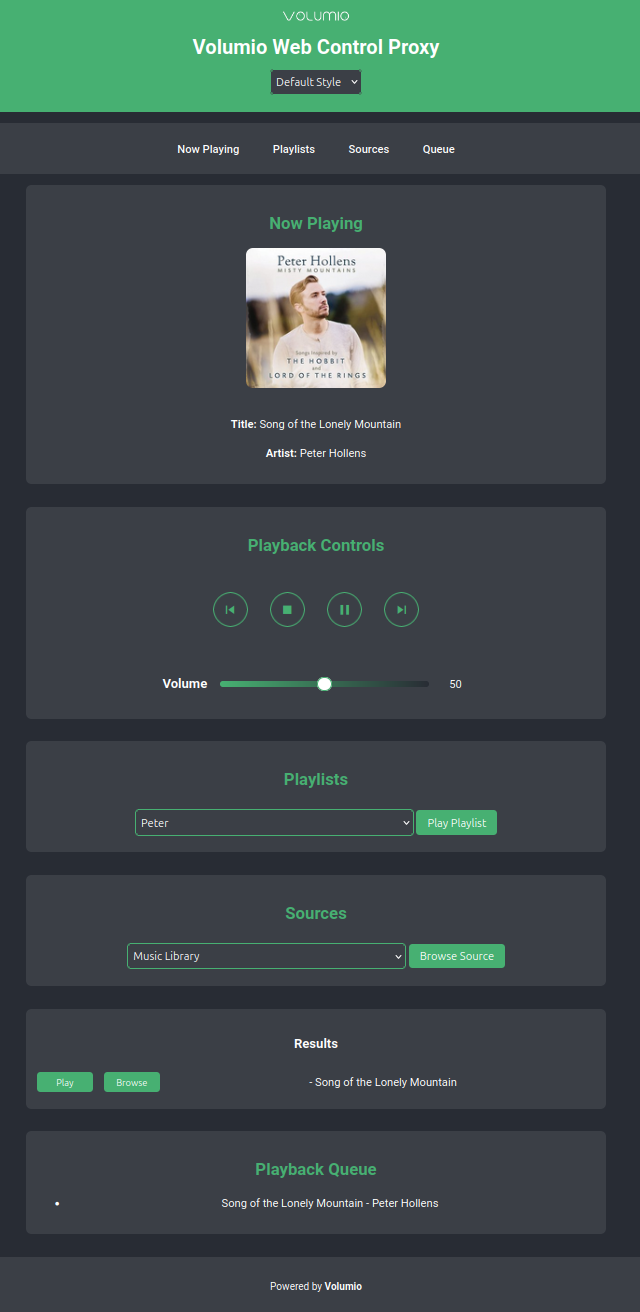 VOLUMIO
Volumio Web Control Proxy
Default Style
Now Playing Playlists Sources Queue
Now Playing
Peter Hollens
MISTY MOUNTAINS
Songs Inspired by
THE HOBBIT
and
LORD OF THE RINGS
Title: Song of the Lonely Mountain
Artist: Peter Hollens
Playback Controls
Volume 50
Playlists
Peter Play Playlist
Sources
Music Library Browse Source
Results
Play Browse - Song of the Lonely Mountain
Playback Queue
• Song of the Lonely Mountain - Peter Hollens
Powered by Volumio